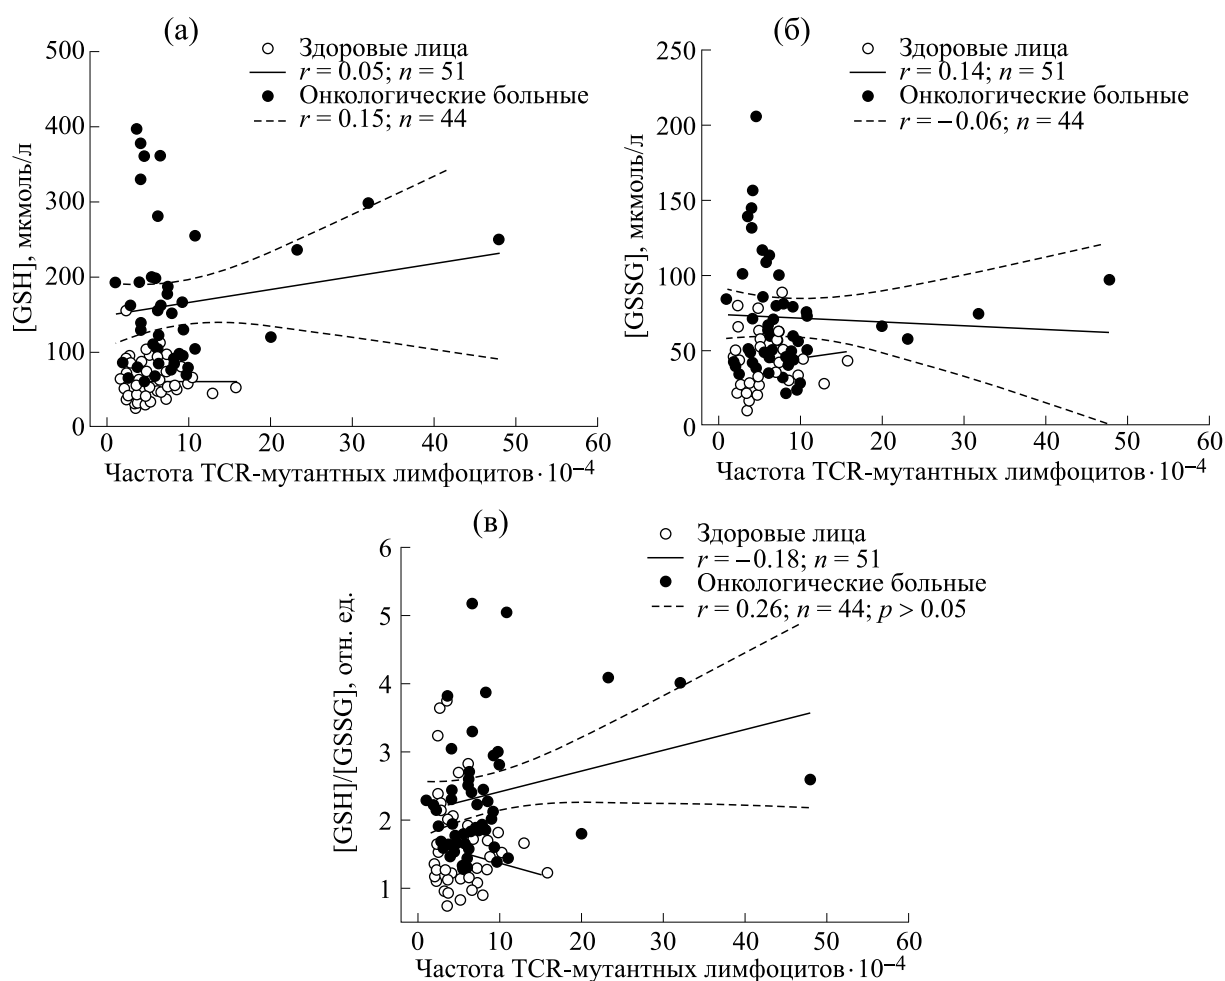 (а)
500
400
300
200
100
0
[GSH], мкмоль/л
Здоровые лица
r = 0.05; n = 51
Онкологические больные
r = 0.15; n = 44
0 10 20 30 40 50 60
Частота TCR-мутантных лимфоцитов · 10⁻⁴
(б)
250
200
150
100
50
0
[GSSG], мкмоль/л
Здоровые лица
r = 0.14; n = 51
Онкологические больные
r = −0.06; n = 44
0 10 20 30 40 50 60
Частота TCR-мутантных лимфоцитов · 10⁻⁴
(в)
6
5
4
3
2
1
[GSH]/[GSSG], отн. ед.
Здоровые лица
r = −0.18; n = 51
Онкологические больные
r = 0.26; n = 44; p > 0.05
0 10 20 30 40 50 60
Частота TCR-мутантных лимфоцитов · 10⁻⁴